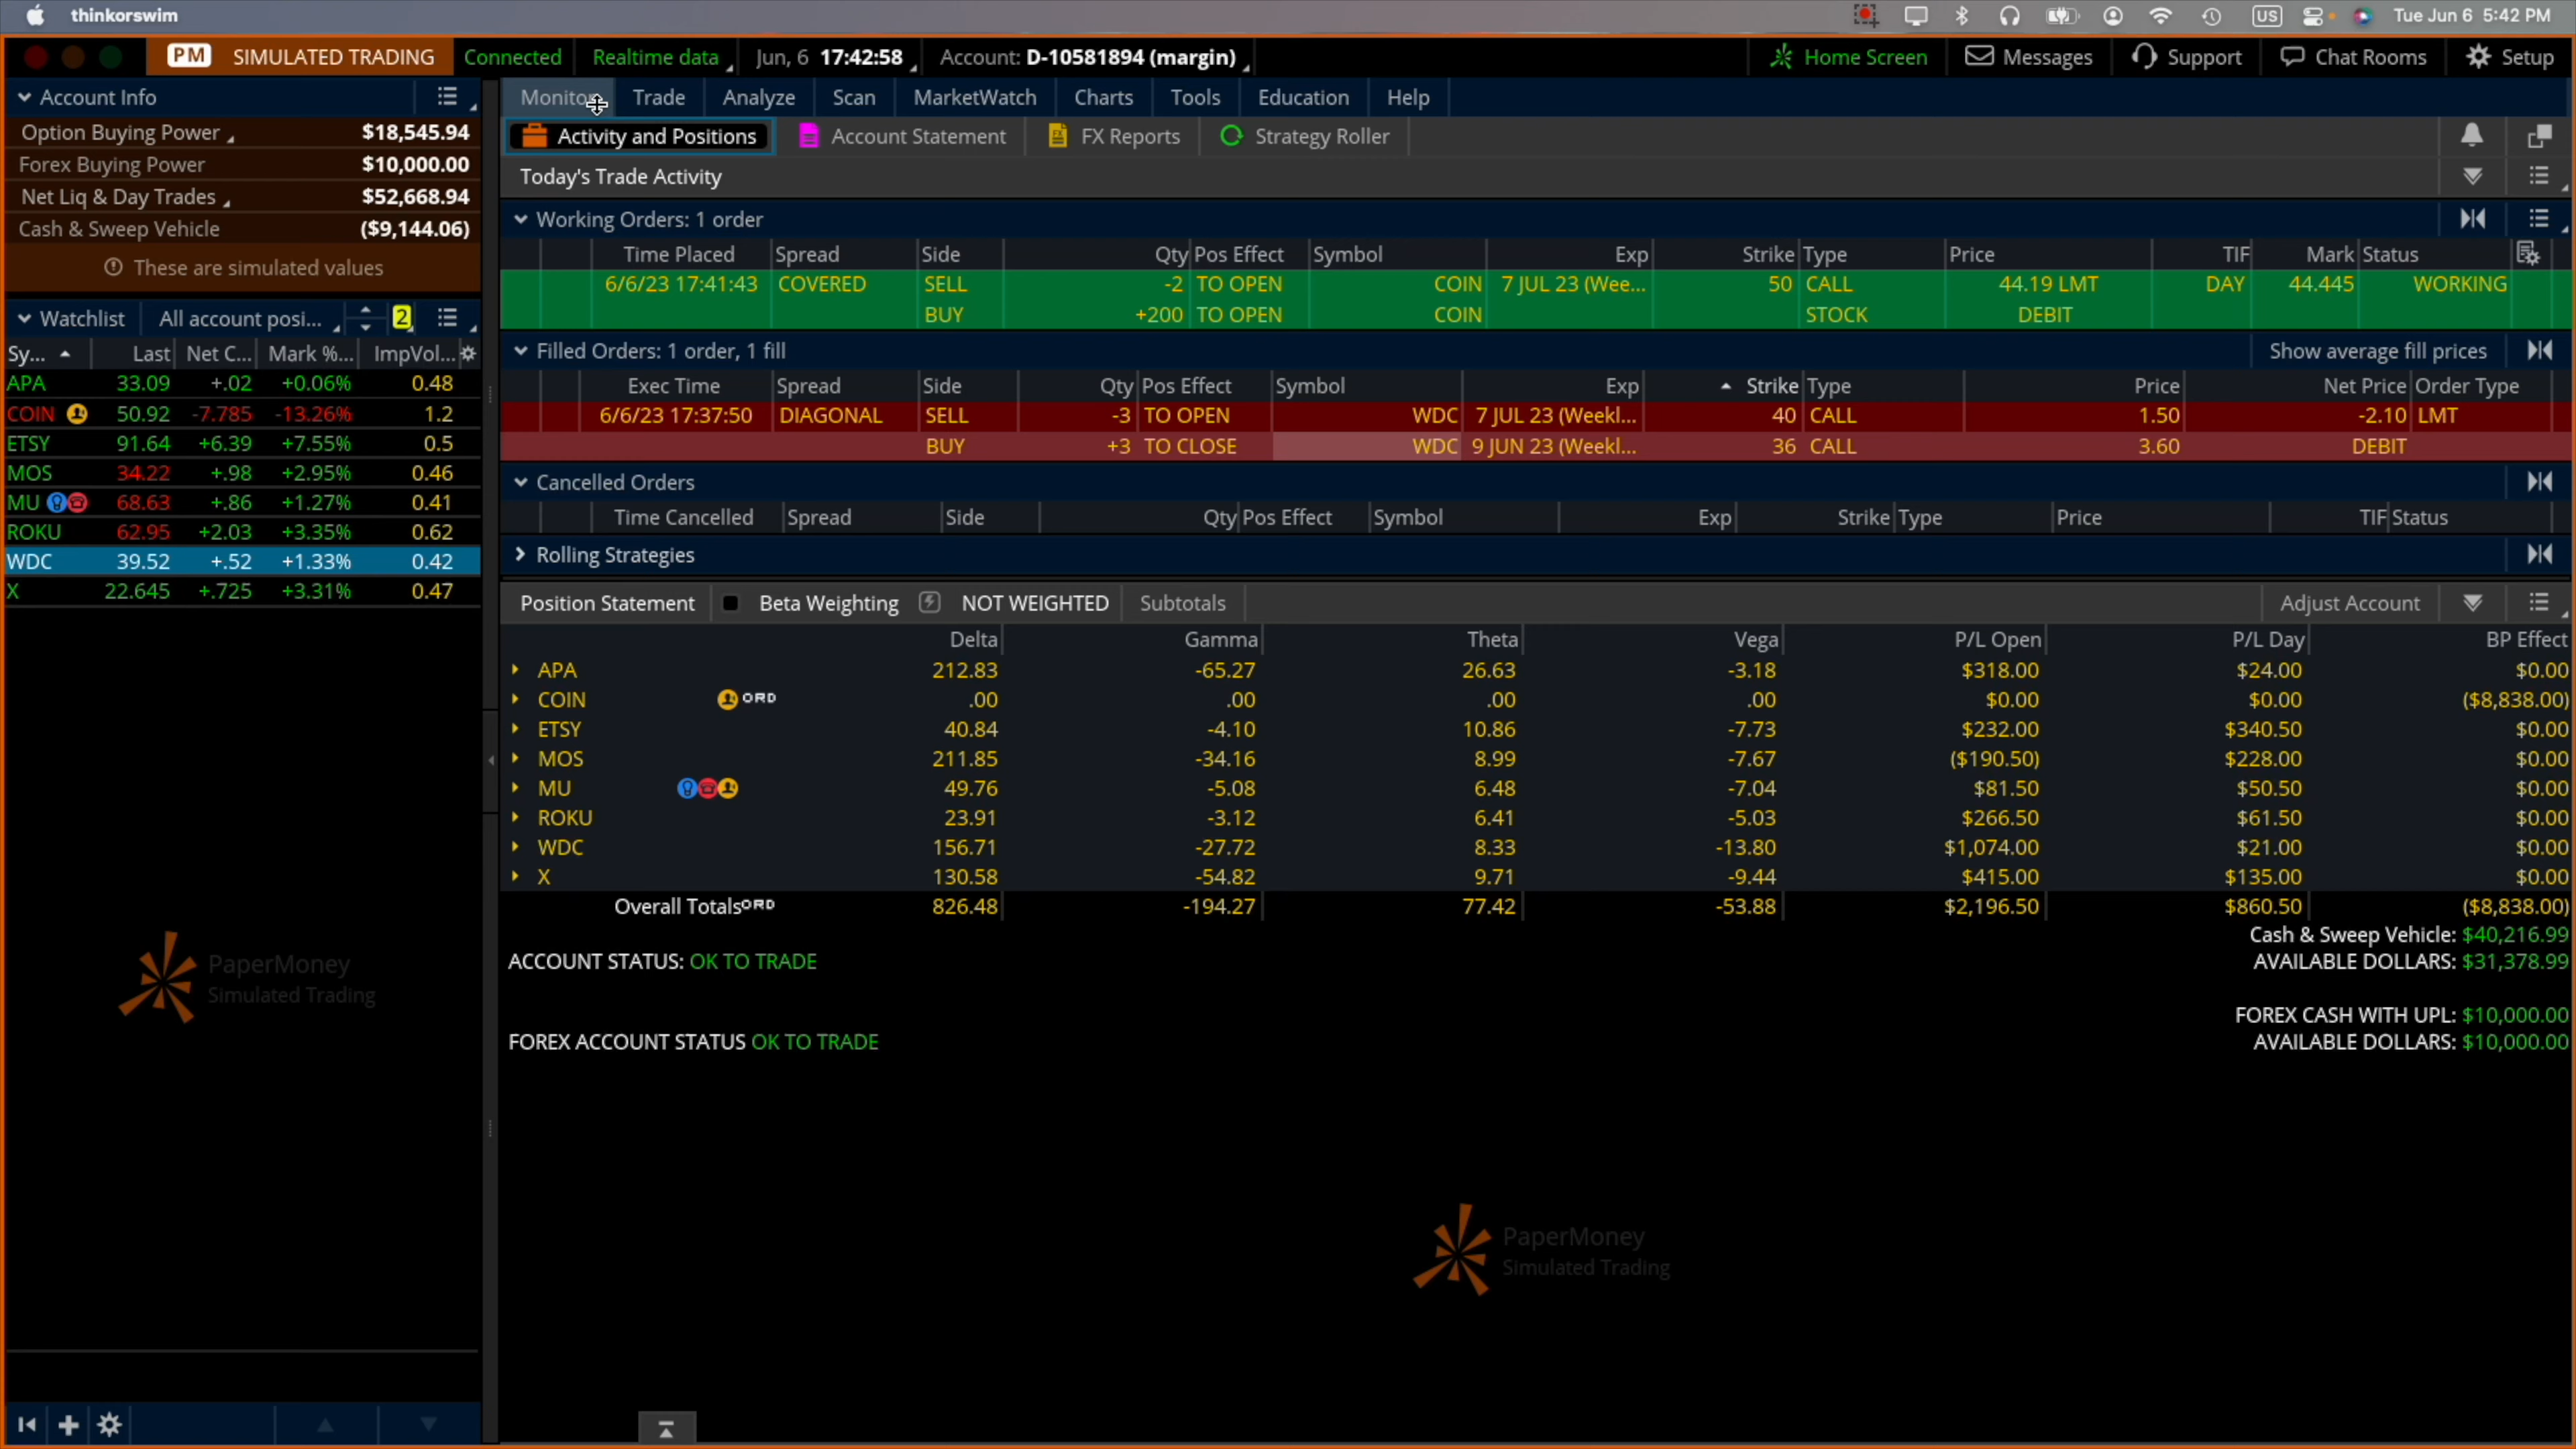 thinkorswim
US
Tue Jun 6 5:42 PM
PM SIMULATED TRADING Connected Realtime data Jun, 6 17:42:58 Account: D-10581894 (margin) Home Screen Messages Support Chat Rooms Setup
Account Info
Option Buying Power $18,545.94
Forex Buying Power $10,000.00
Net Liq & Day Trades $52,668.94
Cash & Sweep Vehicle ($9,144.06)
These are simulated values
Watchlist All account posi... 2
Sy... Last Net C... Mark %... ImpVol...
APA 33.09 +.02 +0.06% 0.48
COIN 50.92 -7.785 -13.26% 1.2
ETSY 91.64 +6.39 +7.55% 0.5
MOS 34.22 +.98 +2.95% 0.46
MU 68.63 +.86 +1.27% 0.41
ROKU 62.95 +2.03 +3.35% 0.62
WDC 39.52 +.52 +1.33% 0.42
X 22.645 +.725 +3.31% 0.47
PaperMoney
Simulated Trading
Monitor Trade Analyze Scan MarketWatch Charts Tools Education Help
Activity and Positions Account Statement FX Reports Strategy Roller
Today's Trade Activity
Working Orders: 1 order
Time Placed Spread Side Qty Pos Effect Symbol Exp Strike Type Price TIF Mark Status
6/6/23 17:41:43 COVERED SELL -2 TO OPEN COIN 7 JUL 23 (Wee... 50 CALL 44.19 LMT DAY 44.445 WORKING
BUY +200 TO OPEN COIN STOCK DEBIT
Filled Orders: 1 order, 1 fill Show average fill prices
Exec Time Spread Side Qty Pos Effect Symbol Exp Strike Type Price Net Price Order Type
6/6/23 17:37:50 DIAGONAL SELL -3 TO OPEN WDC 7 JUL 23 (Weekl... 40 CALL 1.50 -2.10 LMT
BUY +3 TO CLOSE WDC 9 JUN 23 (Weekl... 36 CALL 3.60 DEBIT
Cancelled Orders
Time Cancelled Spread Side Qty Pos Effect Symbol Exp Strike Type Price TIF Status
Rolling Strategies
Position Statement Beta Weighting NOT WEIGHTED Subtotals Adjust Account
Delta Gamma Theta Vega P/L Open P/L Day BP Effect
APA 212.83 -65.27 26.63 -3.18 $318.00 $24.00 $0.00
COIN ORD .00 .00 .00 .00 $0.00 $0.00 ($8,838.00)
ETSY 40.84 -4.10 10.86 -7.73 $232.00 $340.50 $0.00
MOS 211.85 -34.16 8.99 -7.67 ($190.50) $228.00 $0.00
MU 49.76 -5.08 6.48 -7.04 $81.50 $50.50 $0.00
ROKU 23.91 -3.12 6.41 -5.03 $266.50 $61.50 $0.00
WDC 156.71 -27.72 8.33 -13.80 $1,074.00 $21.00 $0.00
X 130.58 -54.82 9.71 -9.44 $415.00 $135.00 $0.00
Overall Totals ORD 826.48 -194.27 77.42 -53.88 $2,196.50 $860.50 ($8,838.00)
Cash & Sweep Vehicle: $40,216.99
ACCOUNT STATUS: OK TO TRADE AVAILABLE DOLLARS: $31,378.99
FOREX CASH WITH UPL: $10,000.00
FOREX ACCOUNT STATUS OK TO TRADE AVAILABLE DOLLARS: $10,000.00
PaperMoney
Simulated Trading